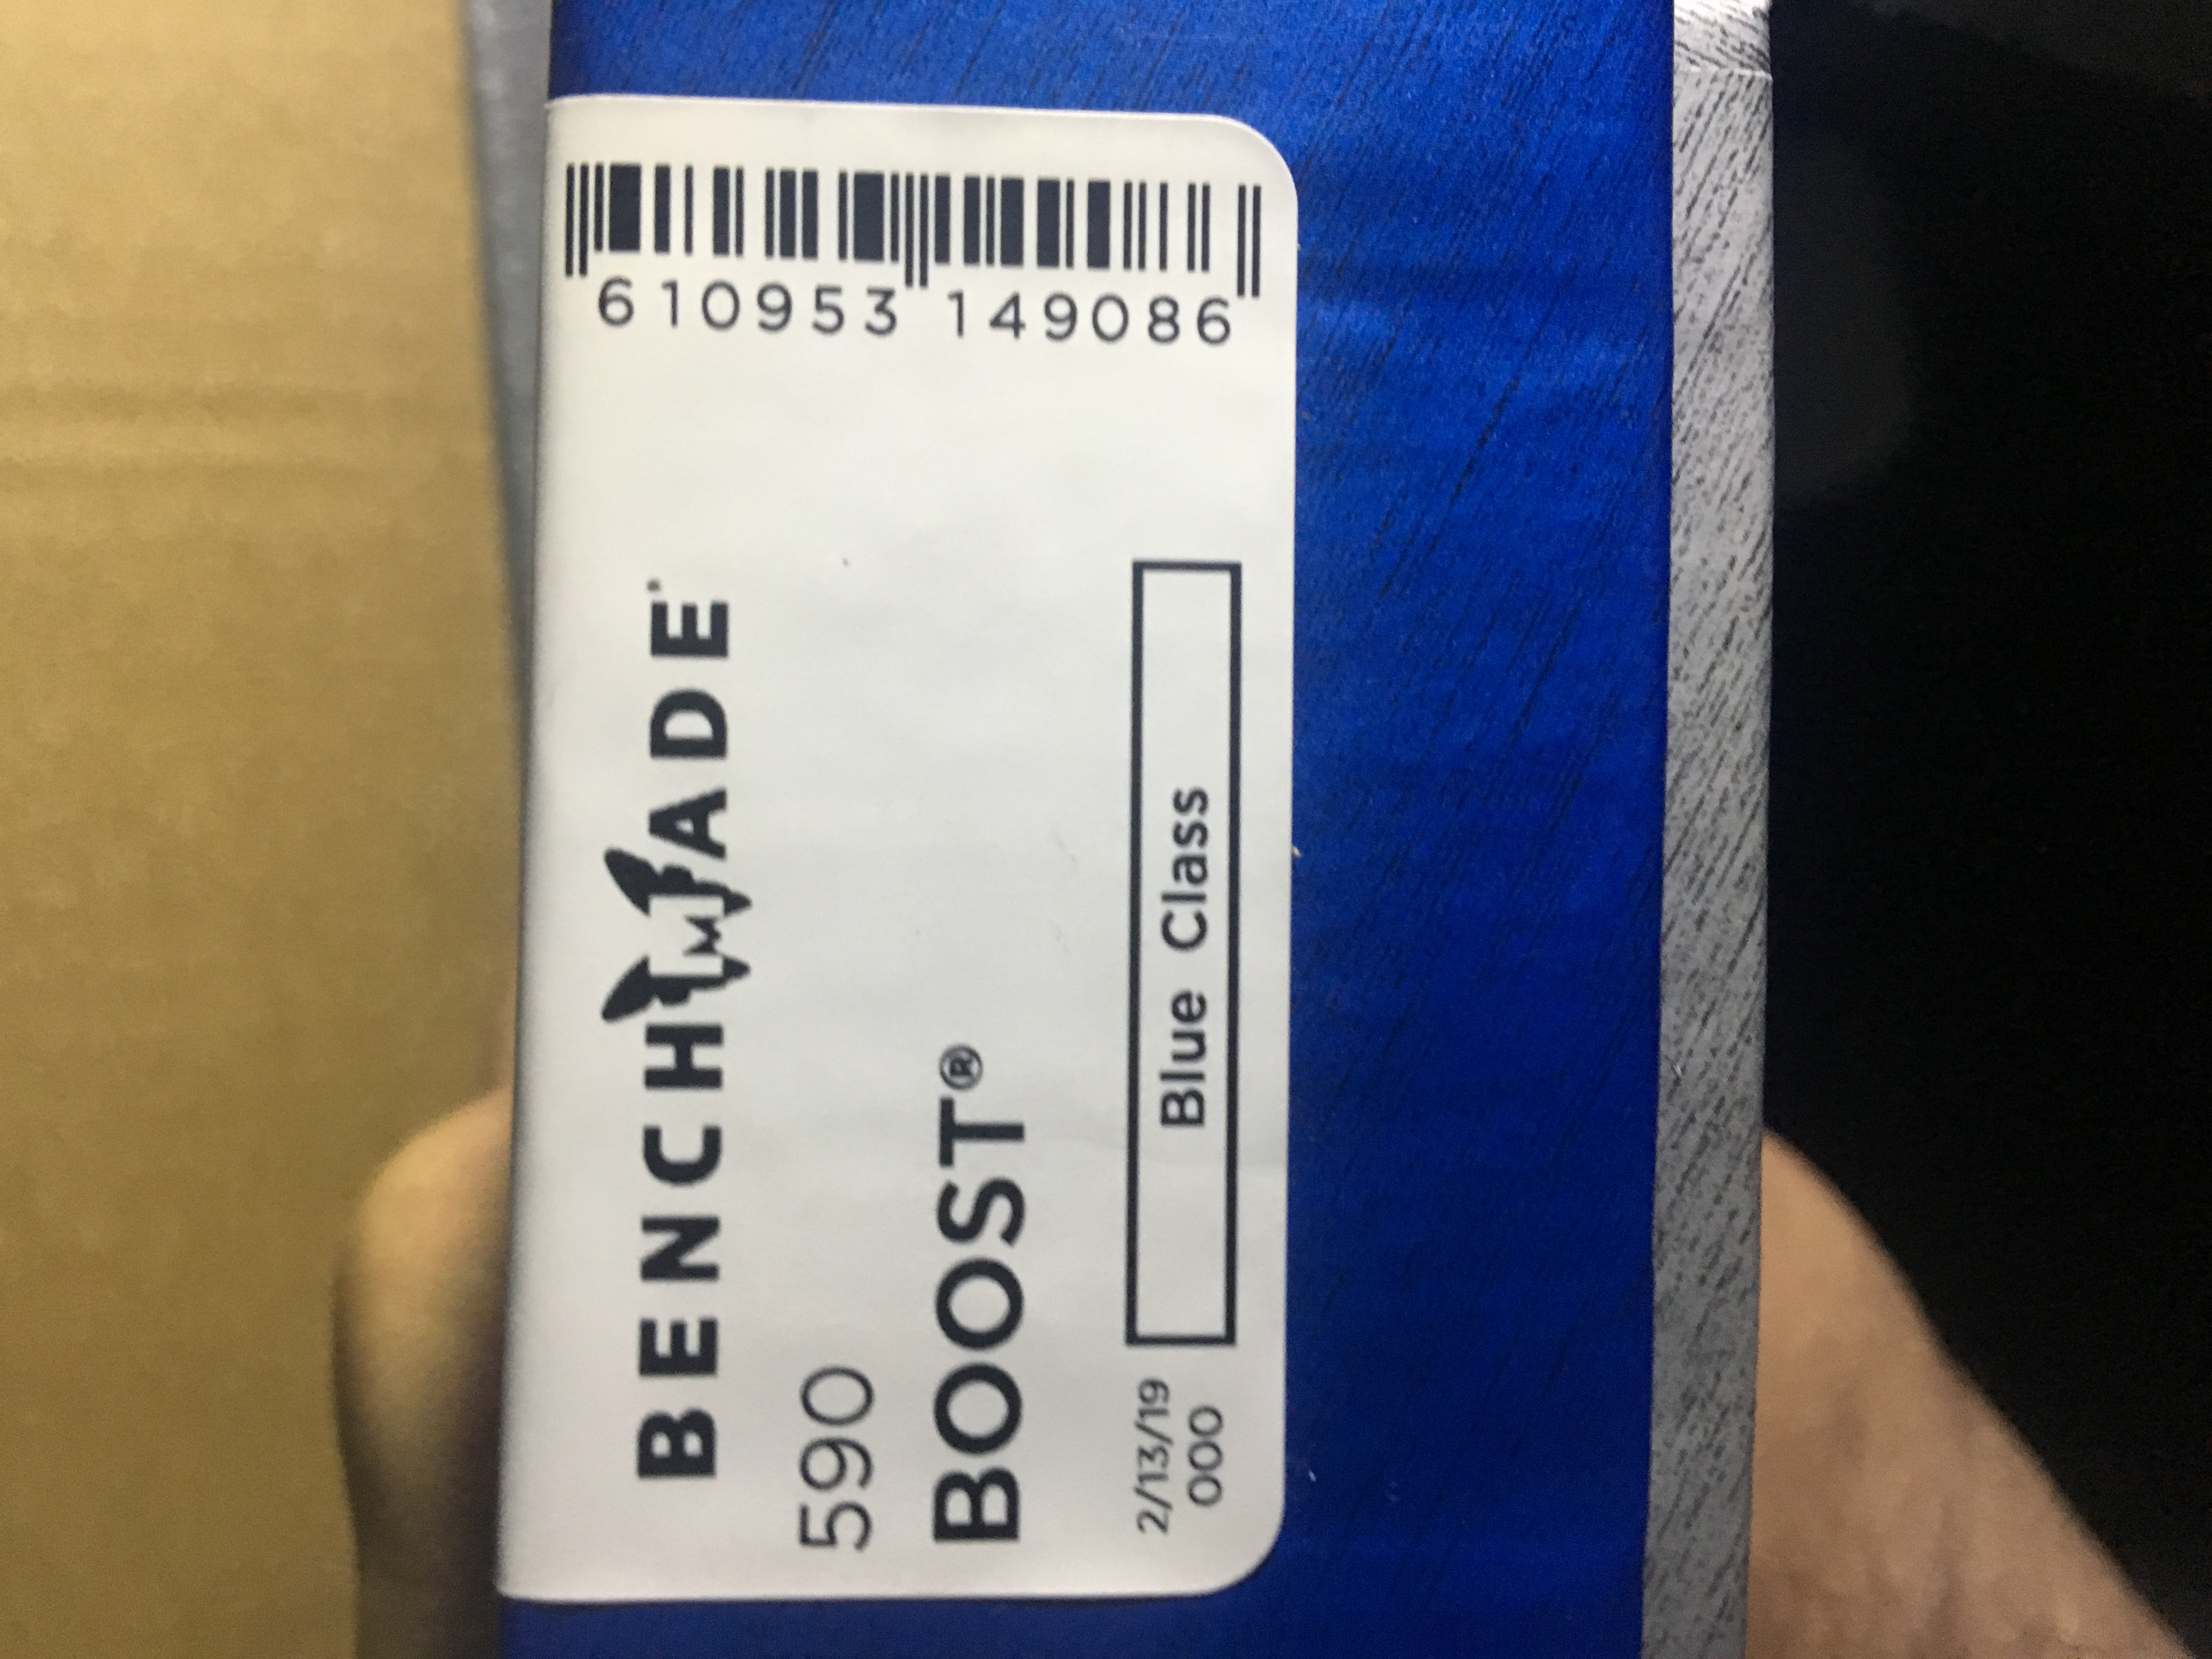 BENCHMADE
590
BOOST®
2/13/19
000
Blue Class
610953 149086